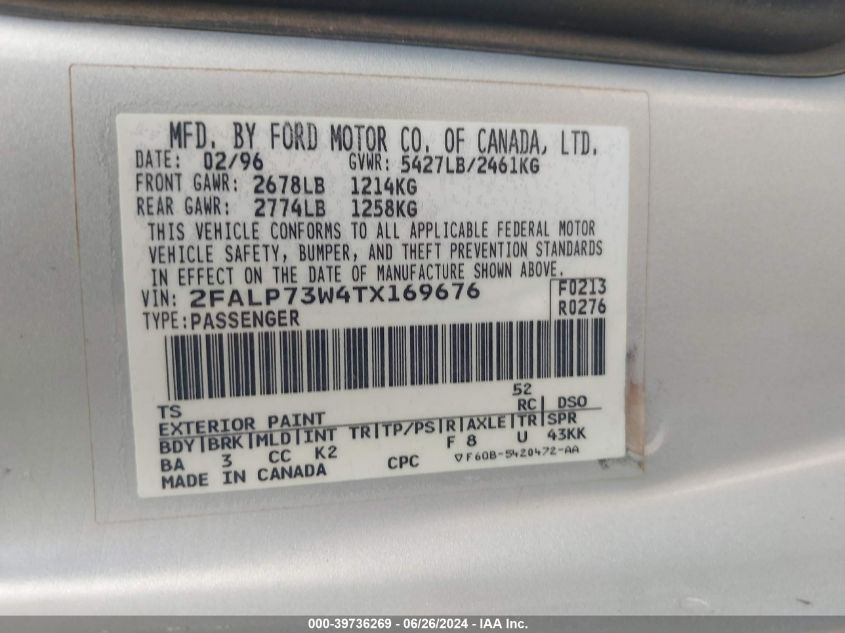 MFD. BY FORD MOTOR CO. OF CANADA, LTD.
DATE: 02/96 GVWR: 5427LB/2461KG
FRONT GAWR: 2678LB 1214KG
REAR GAWR: 2774LB 1258KG
THIS VEHICLE CONFORMS TO ALL APPLICABLE FEDERAL MOTOR
VEHICLE SAFETY, BUMPER, AND THEFT PREVENTION STANDARDS
IN EFFECT ON THE DATE OF MANUFACTURE SHOWN ABOVE.
VIN: 2FALP73W4TX169676 F0213
TYPE: PASSENGER R0276
52
TS RC DSO
EXTERIOR PAINT
BDY BRK MLD INT TR TP/PS R AXLE TR SPR
BA 3 CC K2 F 8 U 43KK
MADE IN CANADA CPC ▽F60B-5420472-AA
000-39736269 - 06/26/2024 - IAA Inc.